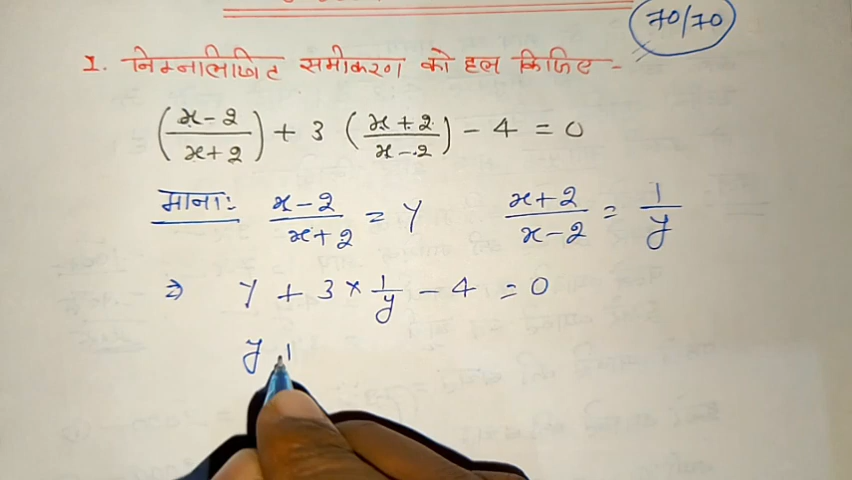 70/70
1. निम्नलिखित समीकरण को हल किजिए -
(x-2/x+2) + 3 (x+2/x-2) - 4 = 0
मानाः x-2/x+2 = y x+2/x-2 = 1/y
⇒ y + 3 × 1/y - 4 = 0
y